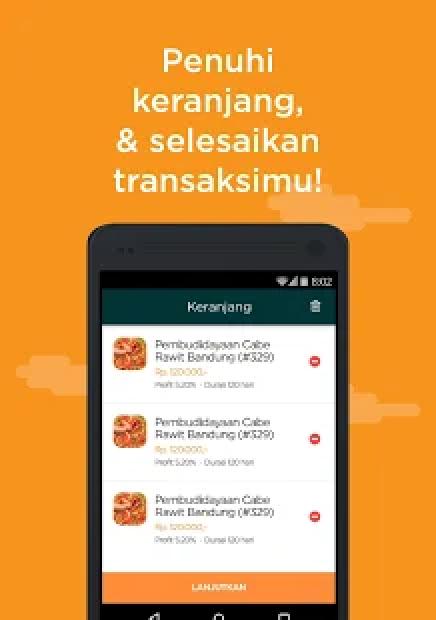 Penuhi
keranjang,
& selesaikan
transaksimu!
6:02
Keranjang
Pembudidayaan Cabe
Rawit Bandung (#329)
Rp. 120.000,-
Profit 5.20% - Durasi 120 hari
Pembudidayaan Cabe
Rawit Bandung (#329)
Rp. 120.000,-
Profit 5.20% - Durasi 120 hari
Pembudidayaan Cabe
Rawit Bandung (#329)
Rp. 120.000,-
Profit 5.20% - Durasi 120 hari
LANJUTKAN